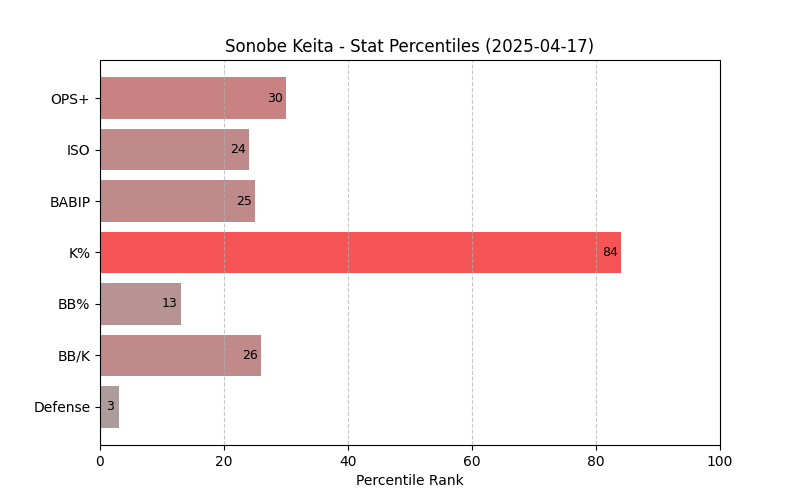 Sonobe Keita - Stat Percentiles (2025-04-17)
OPS+
30
ISO
24
BABIP
25
K%
84
BB%
13
BB/K
26
Defense
3
0 20 40 60 80 100
Percentile Rank